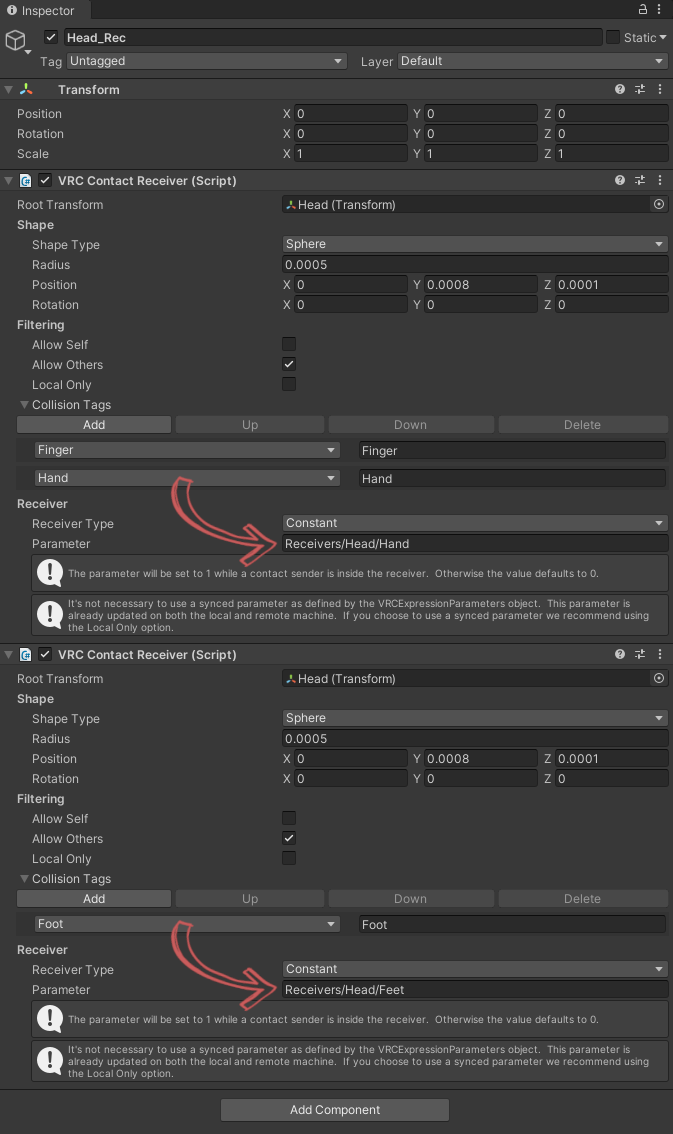 Inspector
Head_Rec
Static
Tag Untagged Layer Default
Transform
Position X 0 Y 0 Z 0
Rotation X 0 Y 0 Z 0
Scale X 1 Y 1 Z 1
VRC Contact Receiver (Script)
Root Transform Head (Transform)
Shape
Shape Type Sphere
Radius 0.0005
Position X 0 Y 0.0008 Z 0.0001
Rotation X 0 Y 0 Z 0
Filtering
Allow Self
Allow Others
Local Only
Collision Tags
Add Up Down Delete
Finger Finger
Hand Hand
Receiver
Receiver Type Constant
Parameter Receivers/Head/Hand
The parameter will be set to 1 while a contact sender is inside the receiver. Otherwise the value defaults to 0.
It's not necessary to use a synced parameter as defined by the VRCExpressionParameters object. This parameter is
already updated on both the local and remote machine. If you choose to use a synced parameter we recommend using
the Local Only option.
VRC Contact Receiver (Script)
Root Transform Head (Transform)
Shape
Shape Type Sphere
Radius 0.0005
Position X 0 Y 0.0008 Z 0.0001
Rotation X 0 Y 0 Z 0
Filtering
Allow Self
Allow Others
Local Only
Collision Tags
Add Up Down Delete
Foot Foot
Receiver
Receiver Type Constant
Parameter Receivers/Head/Feet
The parameter will be set to 1 while a contact sender is inside the receiver. Otherwise the value defaults to 0.
It's not necessary to use a synced parameter as defined by the VRCExpressionParameters object. This parameter is
already updated on both the local and remote machine. If you choose to use a synced parameter we recommend using
the Local Only option.
Add Component